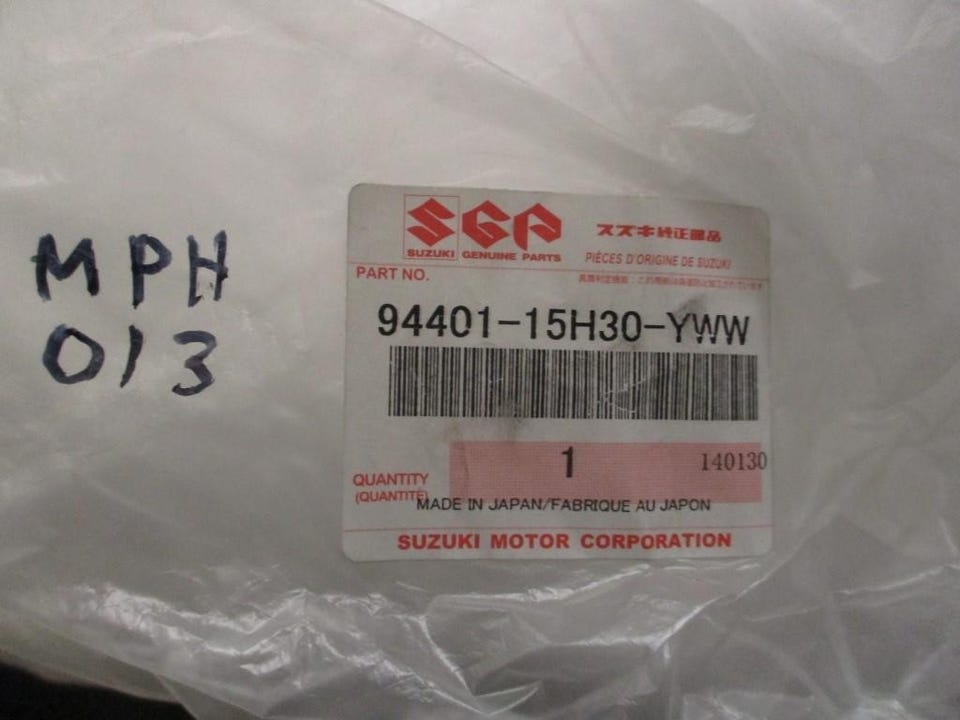 MPH
013
SGP
SUZUKI GENUINE PARTS
スズキ純正部品
PIÈCES D'ORIGINE DE SUZUKI
PART NO.
94401-15H30-YWW
1
140130
QUANTITY
(QUANTITÉ)
MADE IN JAPAN/FABRIQUE AU JAPON
SUZUKI MOTOR CORPORATION